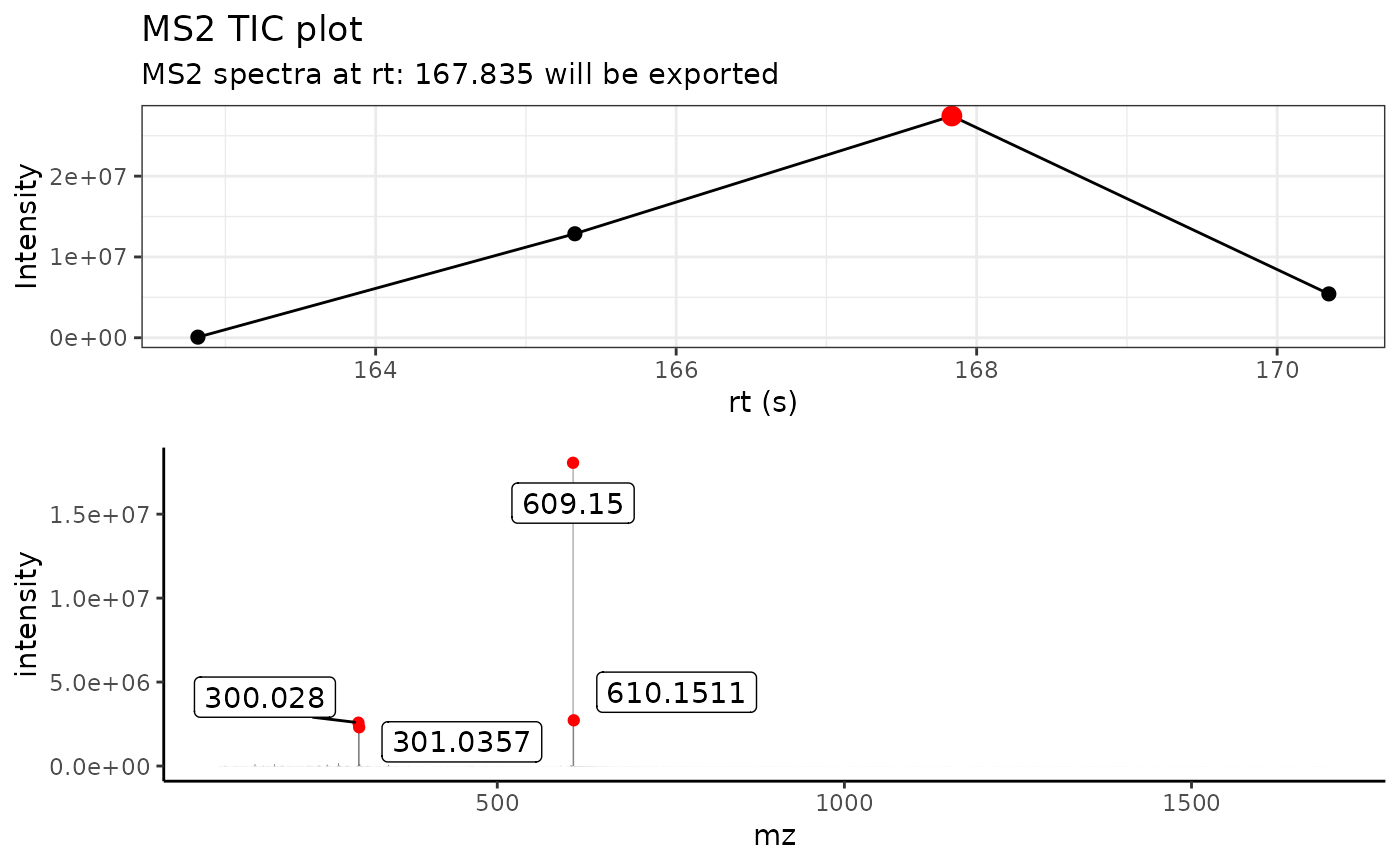 MS2 TIC plot
MS2 spectra at rt: 167.835 will be exported
Intensity
2e+07
1e+07
0e+00
164 166 168 170
rt (s)
intensity
1.5e+07
1.0e+07
5.0e+06
0.0e+00
609.15
610.1511
300.028
301.0357
500 1000 1500
mz